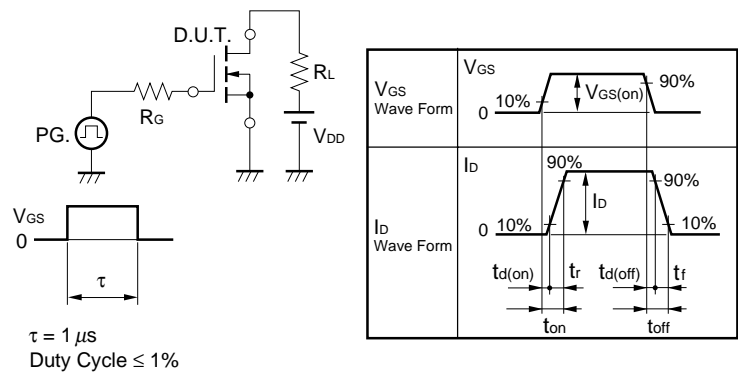 D.U.T.
RL
RG
PG.
VDD
VGS
0
τ
τ = 1 μs
Duty Cycle ≤ 1%
VGS
Wave Form
VGS
10%
0
VGS(on)
90%
ID
Wave Form
ID
90%
90%
ID
0 10%
10%
td(on) tr td(off) tf
ton toff